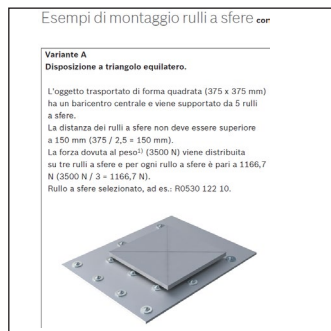 Esempi di montaggio rulli a sfere con
Variante A
Disposizione a triangolo equilatero.
L'oggetto trasportato di forma quadrata (375 x 375 mm)
ha un baricentro centrale e viene supportato da 5 rulli
a sfere.
La distanza dei rulli a sfere non deve essere superiore
a 150 mm (375 / 2,5 = 150 mm).
La forza dovuta al peso¹⁾ (3500 N) viene distribuita
su tre rulli a sfere e per ogni rullo a sfere è pari a 1166,7
N (3500 N / 3 = 1166,7 N).
Rullo a sfere selezionato, ad es.: R0530 122 10.